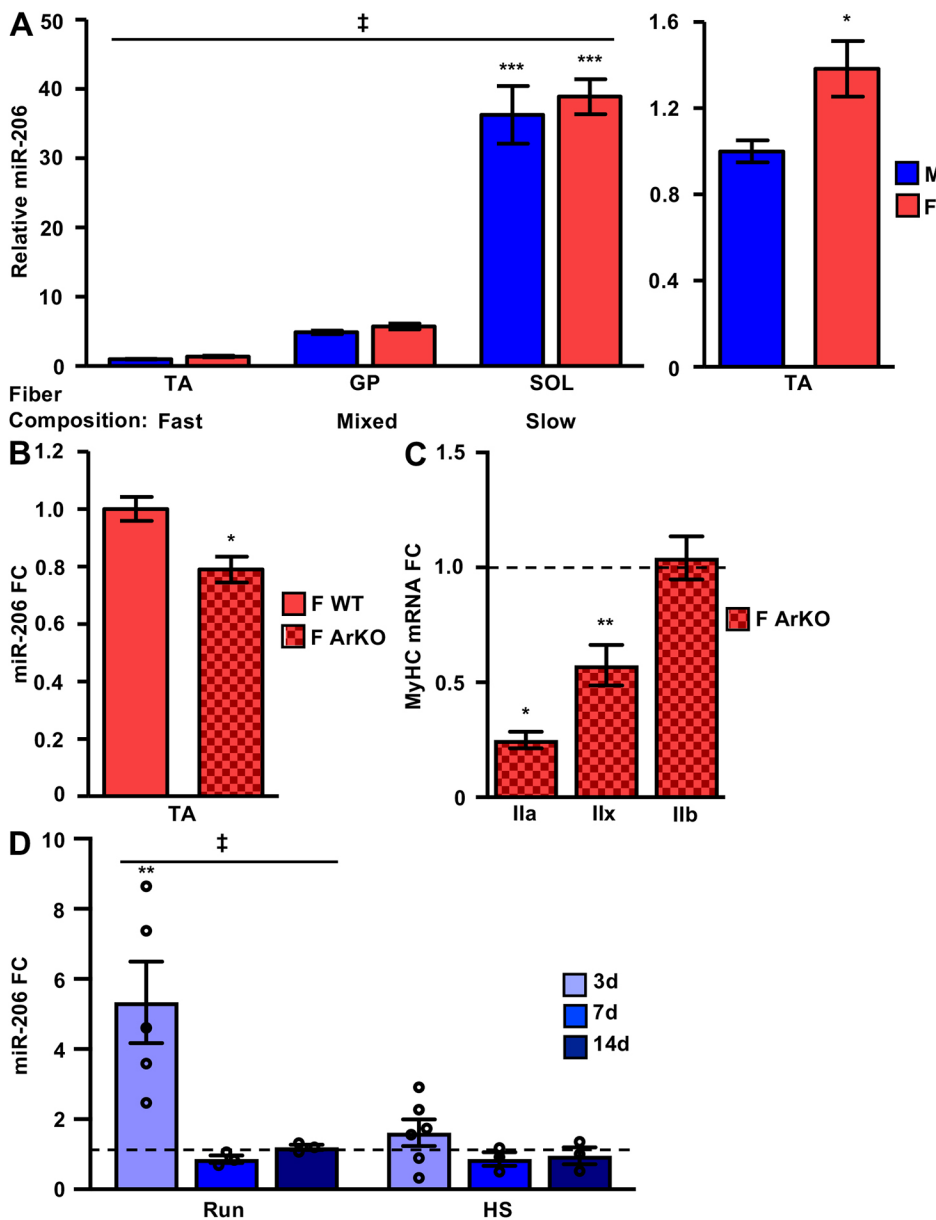 A
50
40
30
20
10
0
Relative miR-206
‡
***
***
TA
GP
SOL
Fiber
Composition: Fast
Mixed
Slow
1.6
1.2
0.8
0.4
0
*
TA
M
F
B
1.2
1.0
0.8
0.6
0.4
0.2
0
miR-206 FC
*
TA
F WT
F ArKO
C
1.5
1.0
0.5
0
MyHC mRNA FC
*
**
IIa
IIx
IIb
F ArKO
D
10
8
6
4
2
0
miR-206 FC
‡
**
3d
7d
14d
Run
HS